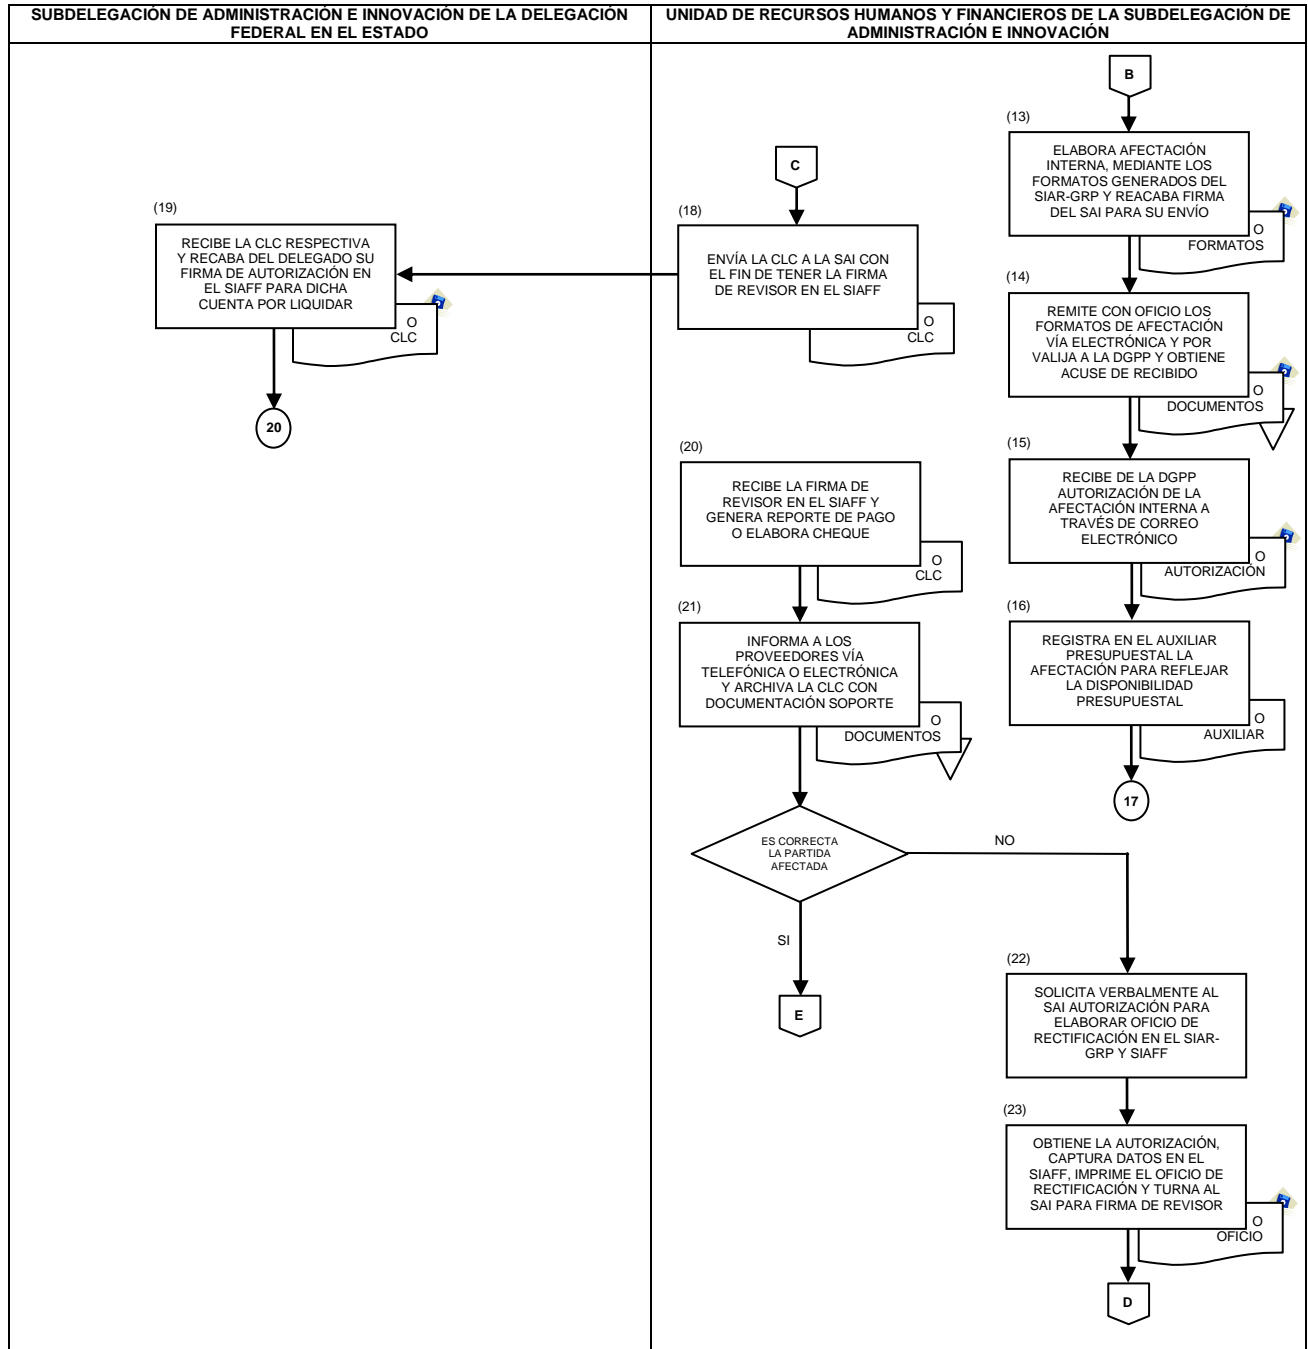 SUBDELEGACIÓN DE ADMINISTRACIÓN E INNOVACIÓN DE LA DELEGACIÓN
FEDERAL EN EL ESTADO
UNIDAD DE RECURSOS HUMANOS Y FINANCIEROS DE LA SUBDELEGACIÓN DE
ADMINISTRACIÓN E INNOVACIÓN
B
(13)
ELABORA AFECTACIÓN
INTERNA, MEDIANTE LOS
FORMATOS GENERADOS DEL
SIAR-GRP Y REACABA FIRMA
DEL SAI PARA SU ENVÍO
O
FORMATOS
(14)
REMITE CON OFICIO LOS
FORMATOS DE AFECTACIÓN
VÍA ELECTRÓNICA Y POR
VALIJA A LA DGPP Y OBTIENE
ACUSE DE RECIBIDO
O
DOCUMENTOS
(15)
RECIBE DE LA DGPP
AUTORIZACIÓN DE LA
AFECTACIÓN INTERNA A
TRAVÉS DE CORREO
ELECTRÓNICO
O
AUTORIZACIÓN
(16)
REGISTRA EN EL AUXILIAR
PRESUPUESTAL LA
AFECTACIÓN PARA REFLEJAR
LA DISPONIBILIDAD
PRESUPUESTAL
O
AUXILIAR
17
C
(18)
ENVÍA LA CLC A LA SAI CON
EL FIN DE TENER LA FIRMA
DE REVISOR EN EL SIAFF
O
CLC
(19)
RECIBE LA CLC RESPECTIVA
Y RECABA DEL DELEGADO SU
FIRMA DE AUTORIZACIÓN EN
EL SIAFF PARA DICHA
CUENTA POR LIQUIDAR
O
CLC
20
(20)
RECIBE LA FIRMA DE
REVISOR EN EL SIAFF Y
GENERA REPORTE DE PAGO
O ELABORA CHEQUE
O
CLC
(21)
INFORMA A LOS
PROVEEDORES VÍA
TELEFÓNICA O ELECTRÓNICA
Y ARCHIVA LA CLC CON
DOCUMENTACIÓN SOPORTE
O
DOCUMENTOS
ES CORRECTA
LA PARTIDA
AFECTADA
NO
SI
E
(22)
SOLICITA VERBALMENTE AL
SAI AUTORIZACIÓN PARA
ELABORAR OFICIO DE
RECTIFICACIÓN EN EL SIAR-
GRP Y SIAFF
(23)
OBTIENE LA AUTORIZACIÓN,
CAPTURA DATOS EN EL
SIAFF, IMPRIME EL OFICIO DE
RECTIFICACIÓN Y TURNA AL
SAI PARA FIRMA DE REVISOR
O
OFICIO
D